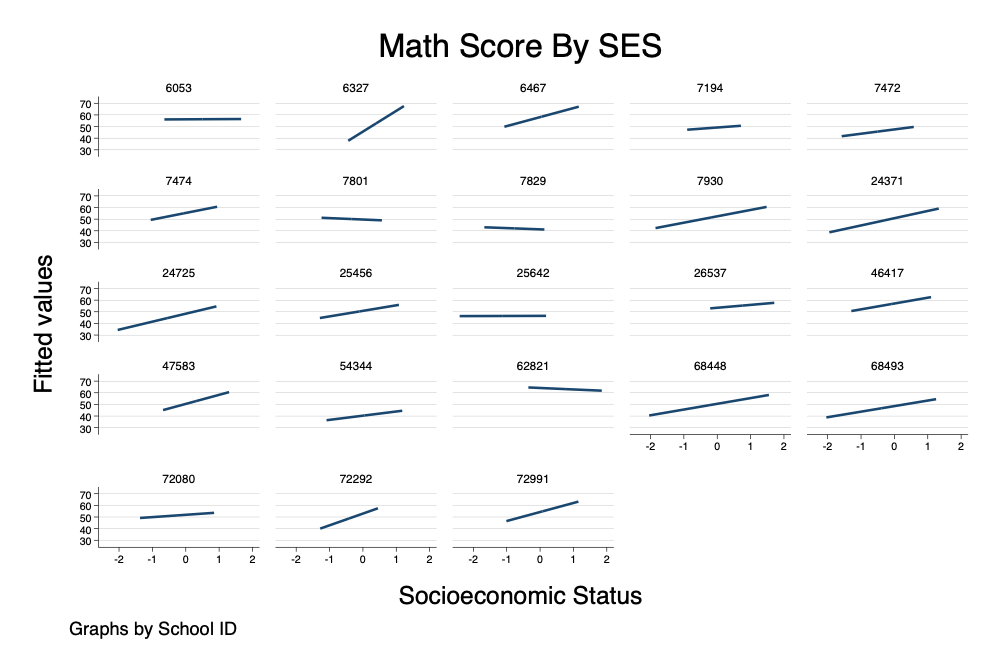 Math Score By SES
6053 6327 6467 7194 7472
70
60
50
40
30
7474 7801 7829 7930 24371
70
60
50
40
30
24725 25456 25642 26537 46417
70
60
50
40
30
47583 54344 62821 68448 68493
70
60
50
40
30
-2 -1 0 1 2 -2 -1 0 1 2
72080 72292 72991
70
60
50
40
30
-2 -1 0 1 2 -2 -1 0 1 2 -2 -1 0 1 2
Fitted values
Socioeconomic Status
Graphs by School ID